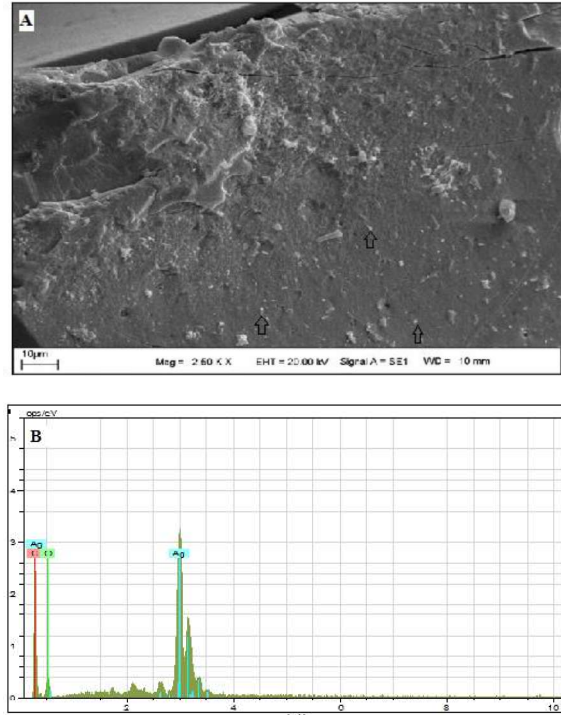 A
10µm
Mag = 2.50 K X EHT = 20.00 kV Signal A = SE1 WD = 10 mm
cps/eV
B
5
4
3
Ag
C O
Ag
2
1
0
2 4 6 8 10